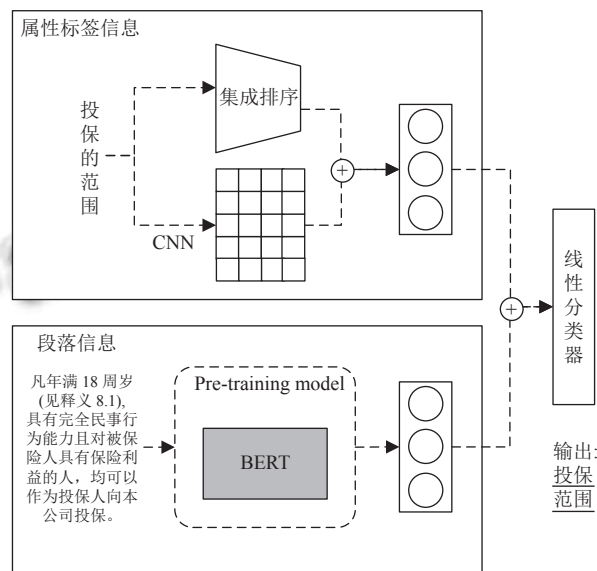 属性标签信息
投保的范围
集成排序
+
CNN
段落信息
凡年满 18 周岁
(见释义 8.1),
具有完全民事行
为能力且对被保
险人具有保险利
益的人，均可以
作为投保人向本
公司投保。
Pre-training model
BERT
+
线性分类器
输出:
投保
范围